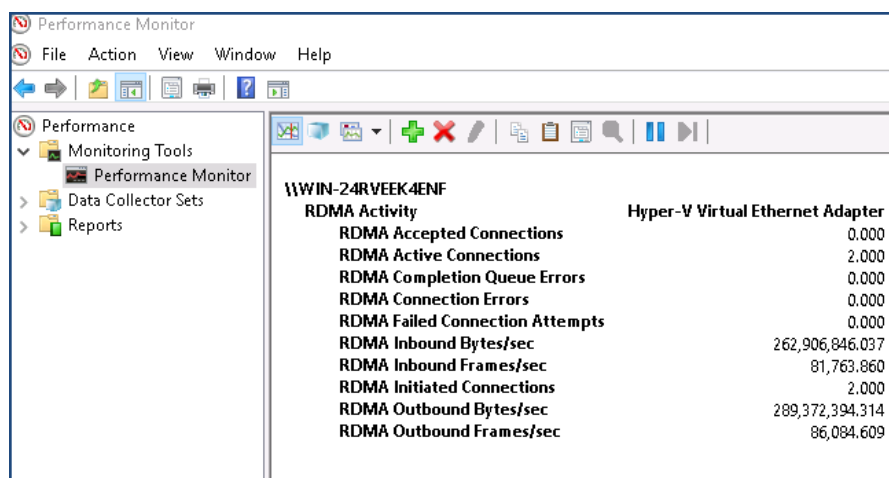 Performance Monitor
File Action View Window Help
Performance
Monitoring Tools
Performance Monitor
Data Collector Sets
Reports
\\WIN-24RVEEK4ENF
RDMA Activity Hyper-V Virtual Ethernet Adapter
RDMA Accepted Connections 0.000
RDMA Active Connections 2.000
RDMA Completion Queue Errors 0.000
RDMA Connection Errors 0.000
RDMA Failed Connection Attempts 0.000
RDMA Inbound Bytes/sec 262,906,846.037
RDMA Inbound Frames/sec 81,763.860
RDMA Initiated Connections 2.000
RDMA Outbound Bytes/sec 289,372,394.314
RDMA Outbound Frames/sec 86,084.609